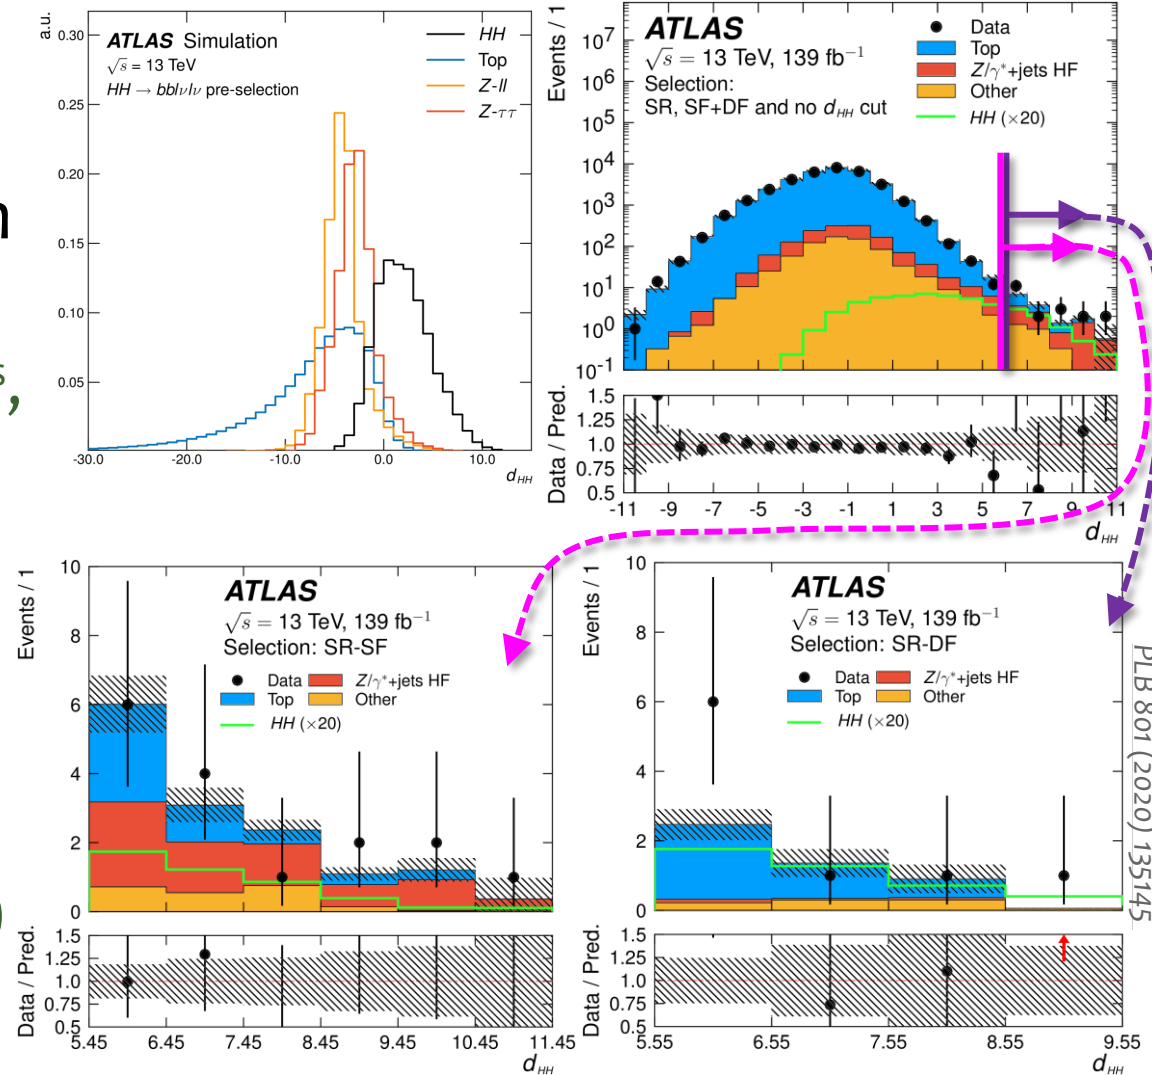 a.u.
0.30
0.25
0.20
0.15
0.10
0.05
ATLAS Simulation
√s = 13 TeV
HH → bblνlν pre-selection
HH
Top
Z-ll
Z-ττ
-30.0 -20.0 -10.0 0.0 10.0
d_HH
Events / 1
10⁷
10⁶
10⁵
10⁴
10³
10²
10
10⁰
10⁻¹
ATLAS
√s = 13 TeV, 139 fb⁻¹
Selection:
SR, SF+DF and no d_HH cut
Data
Top
Z/γ*+jets HF
Other
HH (×20)
Data / Pred.
1.5
1.25
1.0
0.75
0.5
-11 -9 -7 -5 -3 -1 1 3 5 7 9 11
d_HH
n
s,
)
Events / 1
10
8
6
4
2
0
ATLAS
√s = 13 TeV, 139 fb⁻¹
Selection: SR-SF
Data Z/γ*+jets HF
Top Other
HH (×20)
Data / Pred.
1.5
1.25
1.0
0.75
0.5
5.45 6.45 7.45 8.45 9.45 10.45 11.45
d_HH
Events / 1
10
8
6
4
2
0
ATLAS
√s = 13 TeV, 139 fb⁻¹
Selection: SR-DF
Data Z/γ*+jets HF
Top Other
HH (×20)
Data / Pred.
1.5
1.25
1.0
0.75
0.5
5.55 6.55 7.55 8.55 9.55
d_HH
PLB 801 (2020) 135145